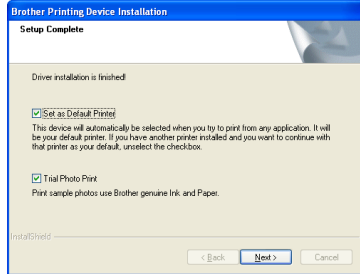 Brother Printing Device Installation
Setup Complete
Driver installation is finished!
Set as Default Printer
This device will automatically be selected when you try to print from any application. It will
be your default printer. If you have another printer installed and you want to continue with
that printer as your default, unselect the checkbox.
Trial Photo Print
Print sample photos use Brother genuine Ink and Paper.
InstallShield
< Back Next > Cancel